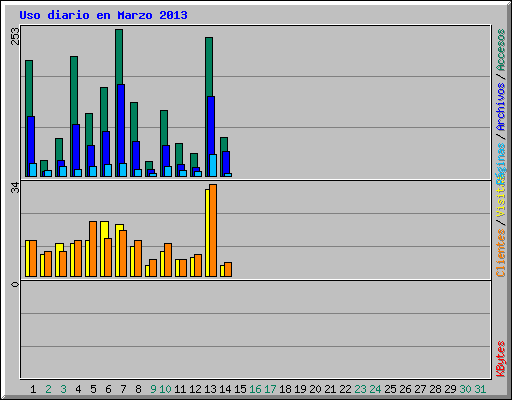 Uso diario en Marzo 2013
253
34
0
1 2 3 4 5 6 7 8 9 10 11 12 13 14 15 16 17 18 19 20 21 22 23 24 25 26 27 28 29 30 31
KBytes
Clientes / Visitas
Páginas / Archivos / Accesos